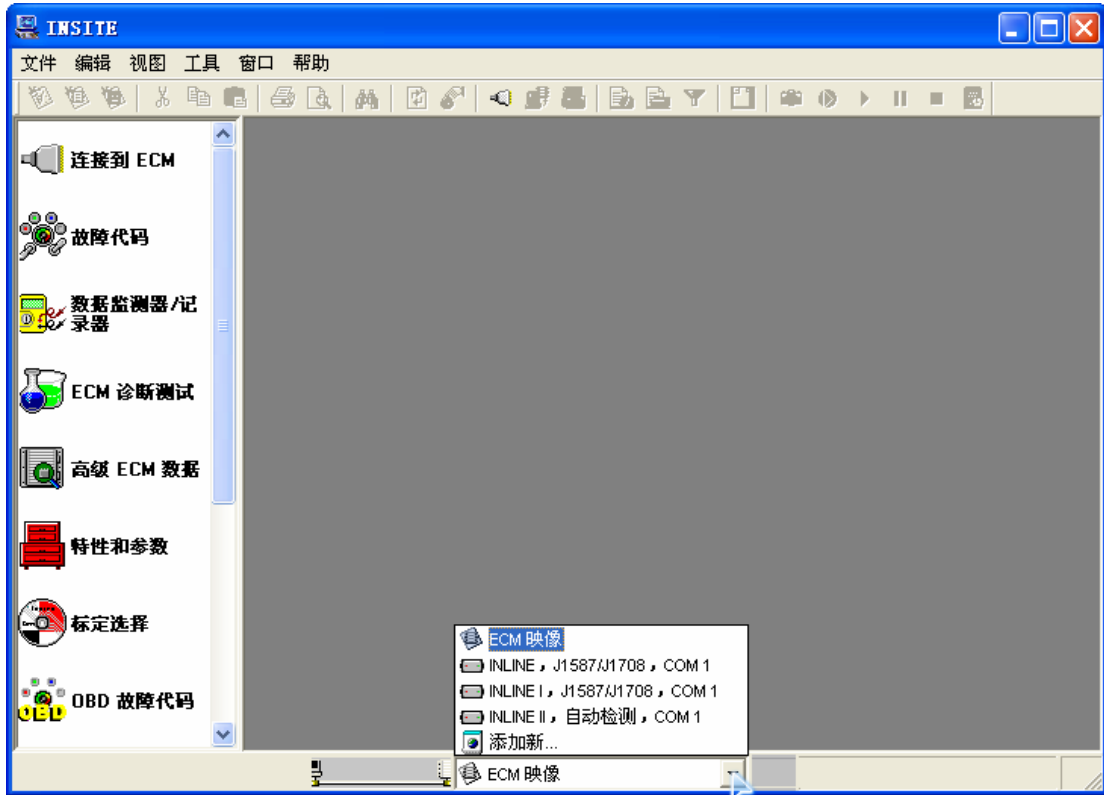 INSITE
文件 编辑 视图 工具 窗口 帮助
连接到 ECM
故障代码
数据监测器/记
录器
ECM 诊断测试
高级 ECM 数据
特性和参数
标定选择
OBD 故障代码
ECM 映像
INLINE，J1587/J1708，COM 1
INLINE I，J1587/J1708，COM 1
INLINE II，自动检测，COM 1
添加新...
ECM 映像